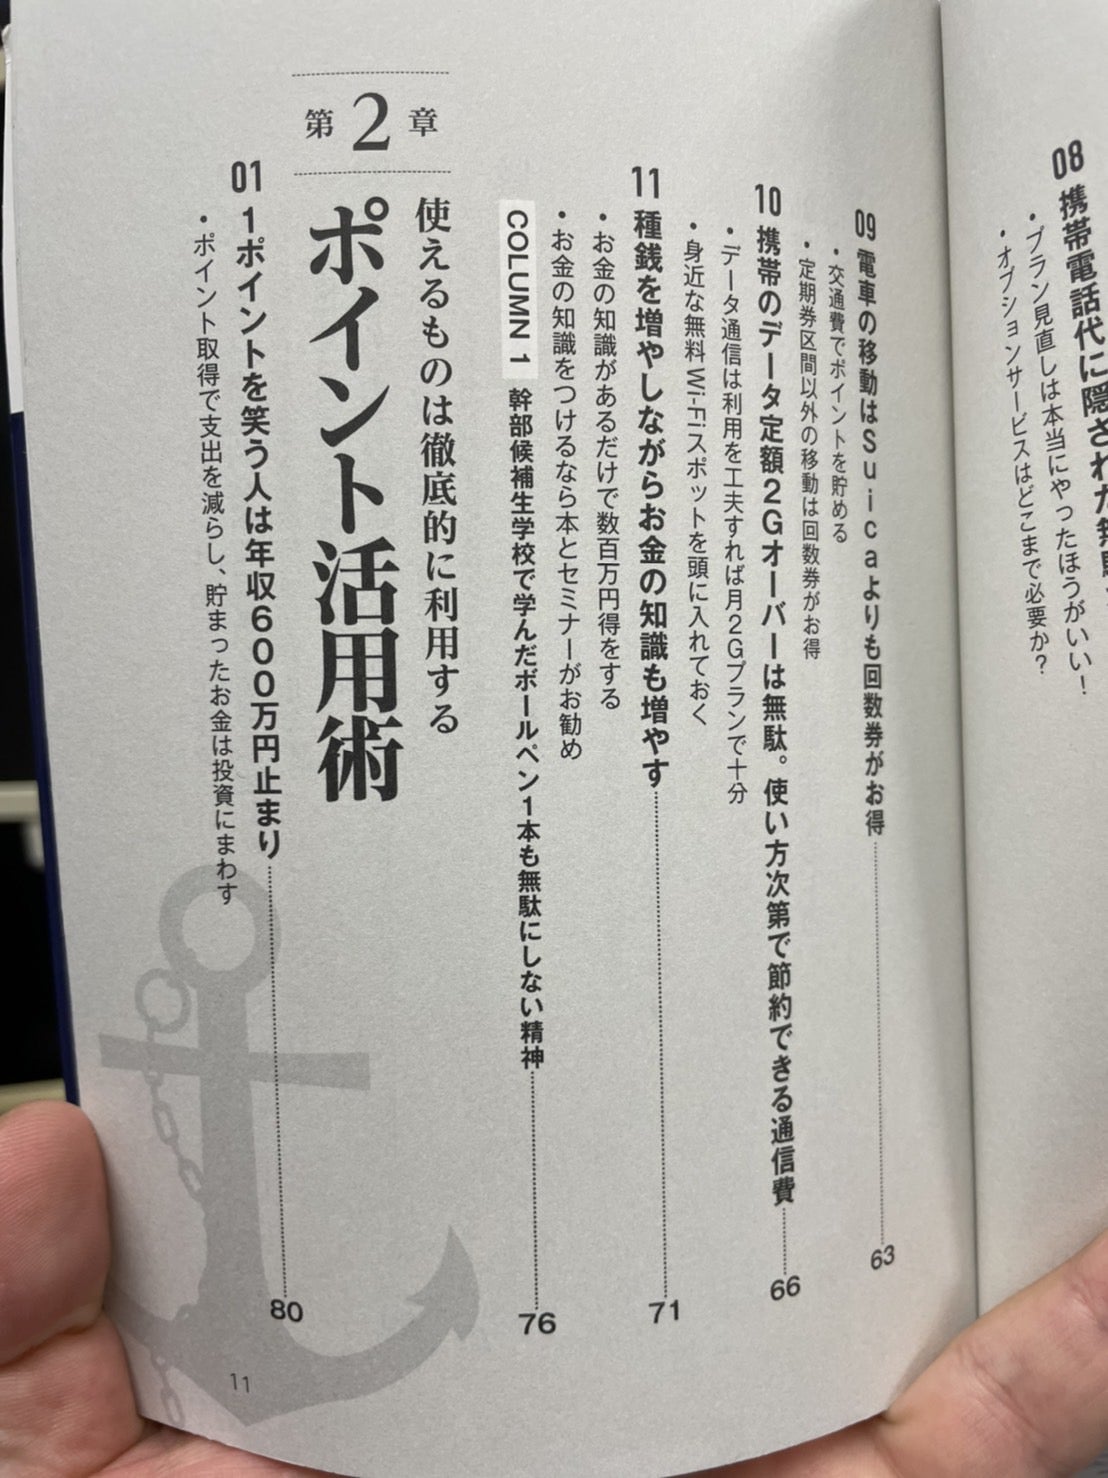 08 携帯電話代に隠された無駄
・プラン見直しは本当にやったほうがいい！
・オプションサービスはどこまで必要か？
09 電車の移動はSuicaよりも回数券がお得 63
・交通費でポイントを貯める
・定期券区間以外の移動は回数券がお得
10 携帯のデータ定額2Gオーバーは無駄。使い方次第で節約できる通信費 66
・データ通信は利用を工夫すれば月2Gプランで十分
・身近な無料Wi-Fiスポットを頭に入れておく
11 種銭を増やしながらお金の知識も増やす 71
・お金の知識があるだけで数百万円得をする
・お金の知識をつけるなら本とセミナーがお勧め
COLUMN 1 幹部候補生学校で学んだボールペン1本も無駄にしない精神 76
第2章
使えるものは徹底的に利用する
ポイント活用術
01 1ポイントを笑う人は年収600万円止まり 80
・ポイント取得で支出を減らし、貯まったお金は投資にまわす
11